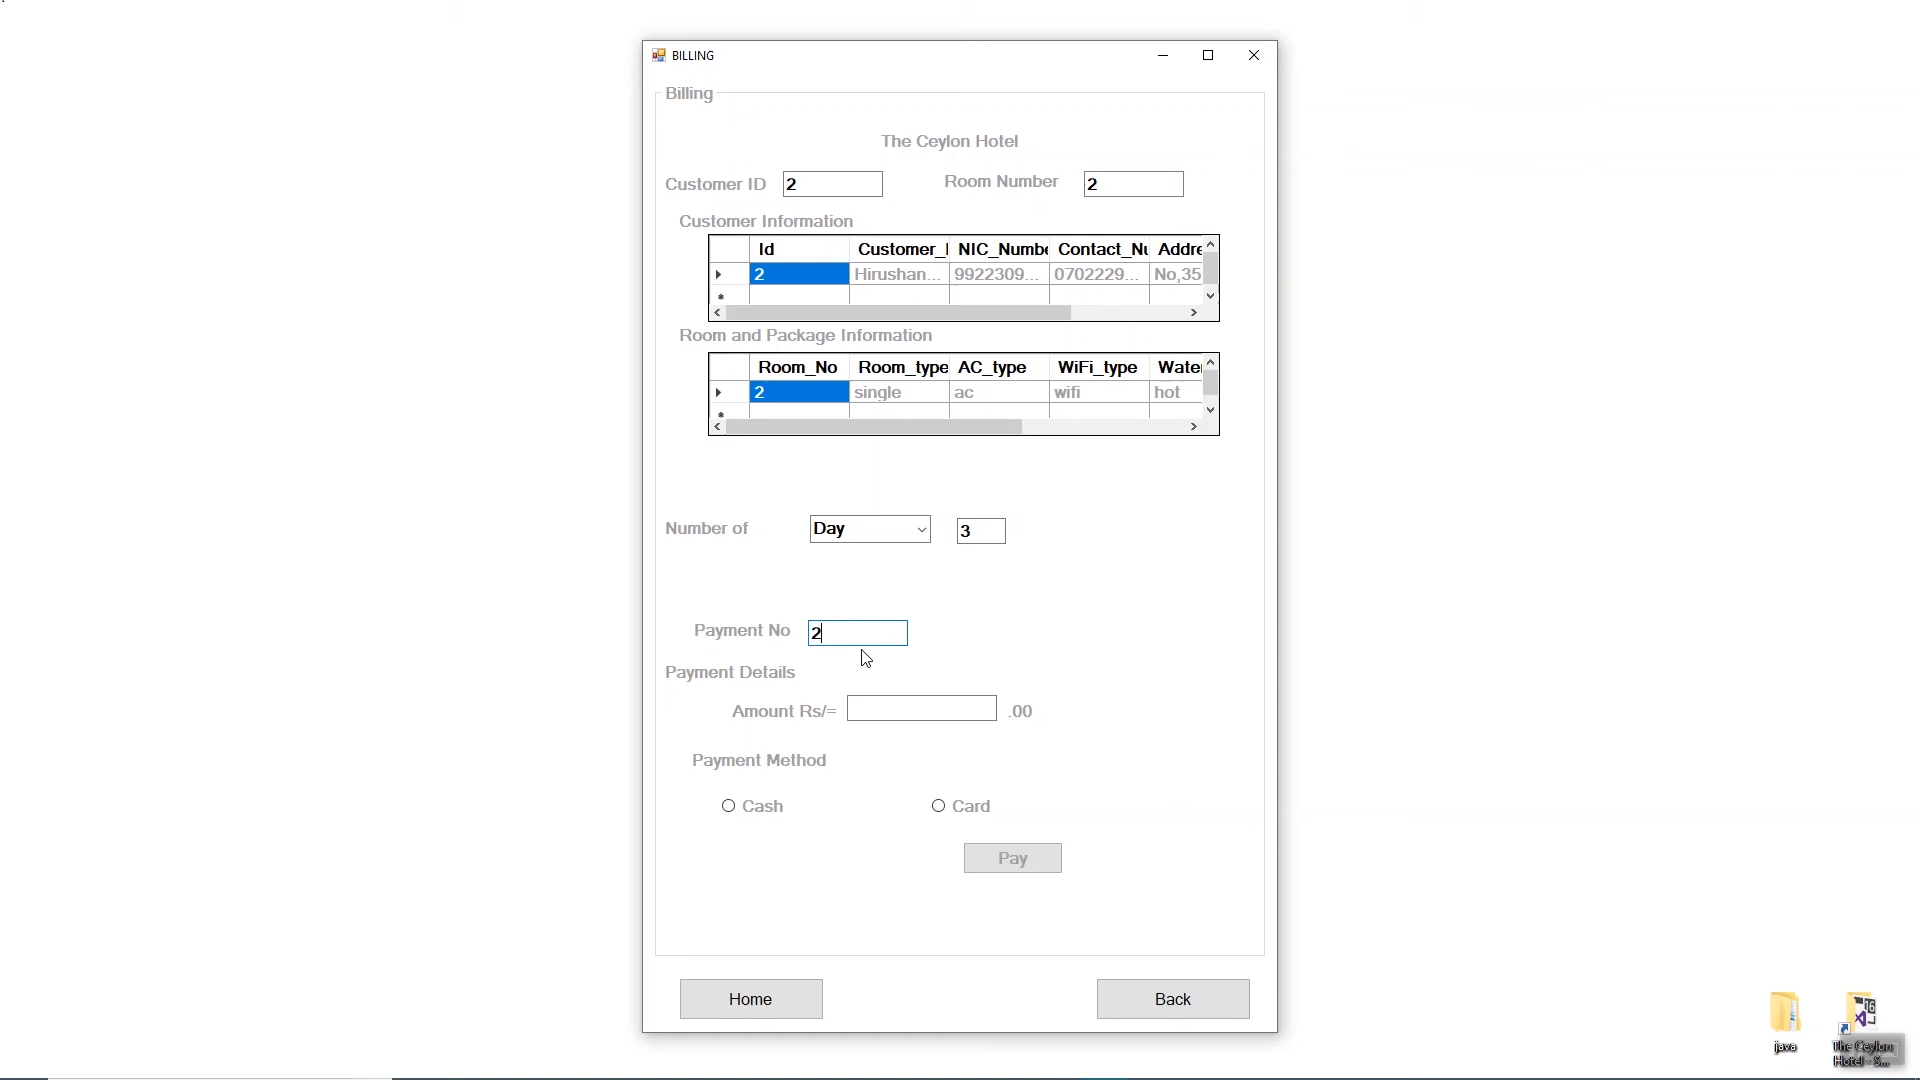 BILLING
Billing
The Ceylon Hotel
Customer ID 2 Room Number 2
Customer Information
Id Customer_ NIC_Numbe Contact_Nu Addre
2 Hirushan... 9922309... 0702229... No,35
Room and Package Information
Room_No Room_type AC_type WiFi_type Water
2 single ac wifi hot
Number of Day 3
Payment No 2
Payment Details
Amount Rs/= .00
Payment Method
Cash Card
Pay
Home Back
java The Ceylon
Hotel - S...